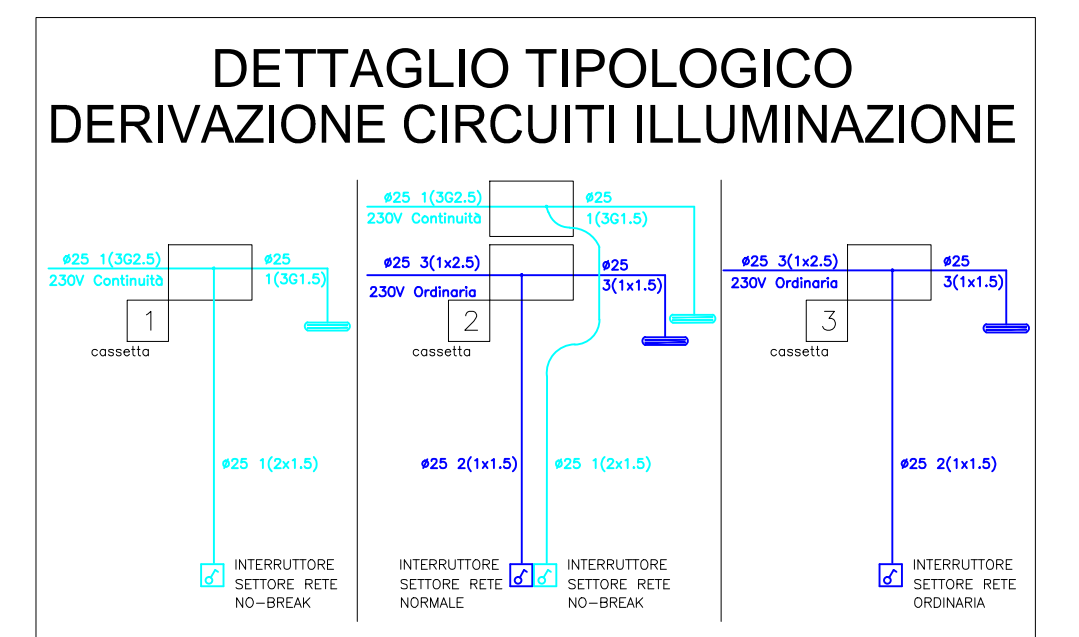 DETTAGLIO TIPOLOGICO
DERIVAZIONE CIRCUITI ILLUMINAZIONE
ø25 1(3G2.5)
230V Continuità
ø25
1(3G1.5)
1
cassetta
ø25 1(2x1.5)
INTERRUTTORE
SETTORE RETE
NO-BREAK
ø25 1(3G2.5)
230V Continuità
ø25
1(3G1.5)
ø25 3(1x2.5)
230V Ordinaria
ø25
3(1x1.5)
2
cassetta
ø25 2(1x1.5)
ø25 1(2x1.5)
INTERRUTTORE
SETTORE RETE
NORMALE
INTERRUTTORE
SETTORE RETE
NO-BREAK
ø25 3(1x2.5)
230V Ordinaria
ø25
3(1x1.5)
3
cassetta
ø25 2(1x1.5)
INTERRUTTORE
SETTORE RETE
ORDINARIA